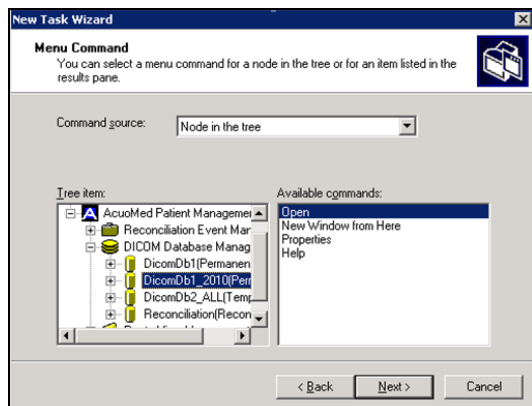 New Task Wizard
Menu Command
You can select a menu command for a node in the tree or for an item listed in the
results pane.
Command source:
Node in the tree
Tree item:
Available commands:
AcuoMed Patient Managemen
Reconciliation Event Man
DICOM Database Manag
DicomDb1(Permanen
DicomDb1_2010(Perm
DicomDb2_ALL(Temp
Reconciliation(Recon
Open
New Window from Here
Properties
Help
< Back
Next >
Cancel